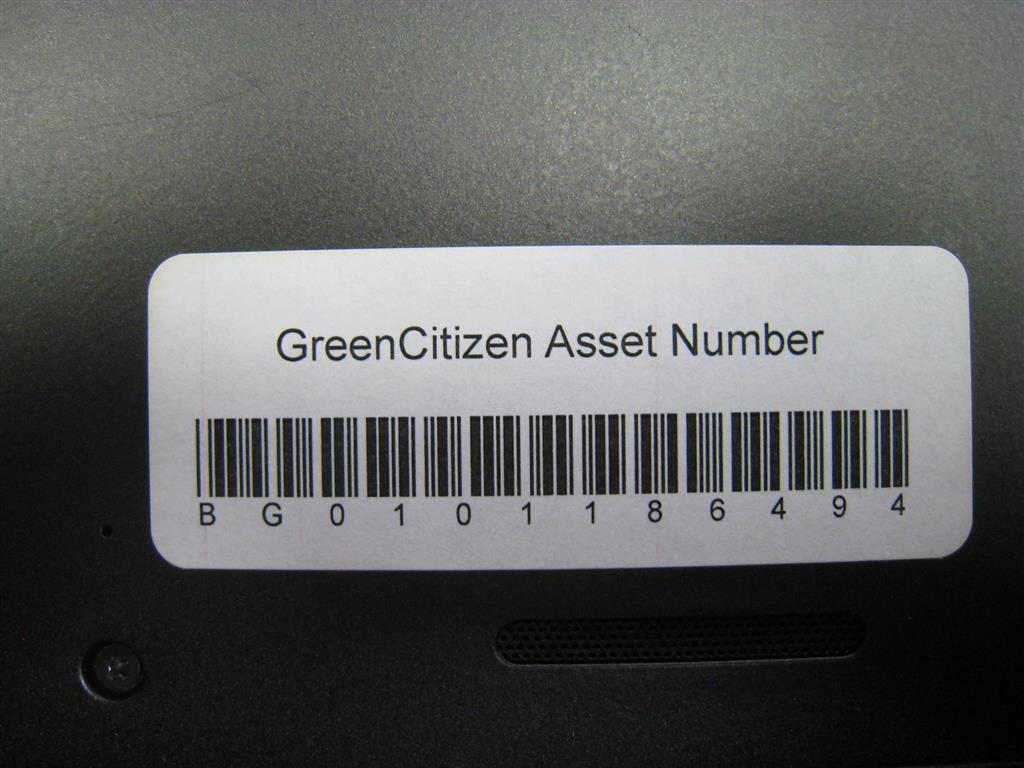 GreenCitizen Asset Number
B G 0 1 0 1 1 8 6 4 9 4